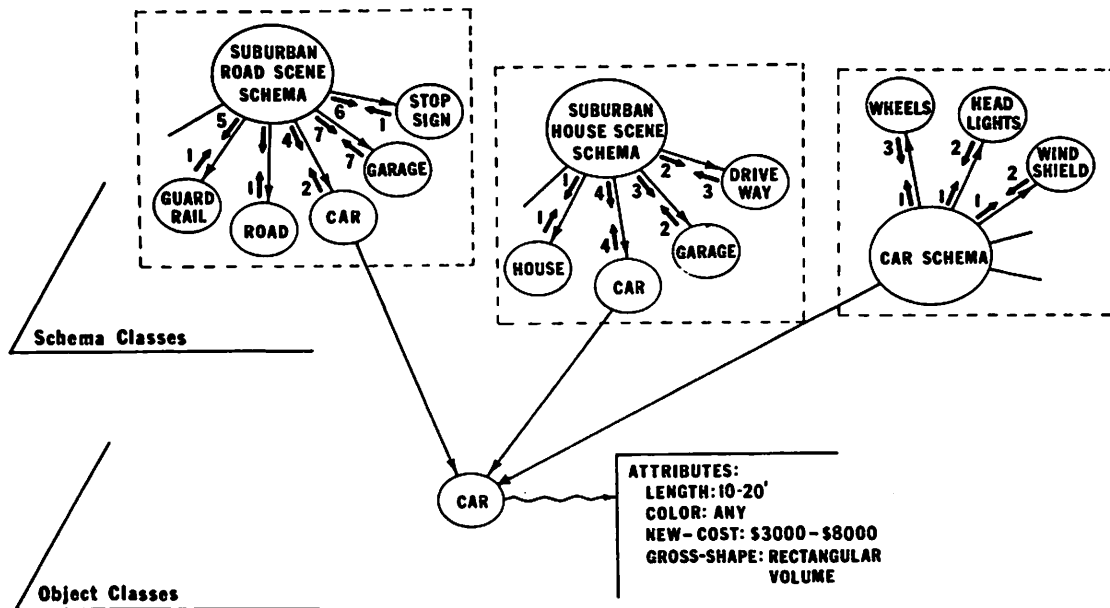 SUBURBAN
ROAD SCENE
SCHEMA
STOP
SIGN
GARAGE
CAR
ROAD
GUARD
RAIL
5
6
1
7
7
4
2
1
1
SUBURBAN
HOUSE SCENE
SCHEMA
DRIVE
WAY
GARAGE
CAR
HOUSE
1
2
3
3
2
4
4
1
WHEELS
HEAD
LIGHTS
WIND
SHIELD
CAR SCHEMA
3
2
2
1
1
1
Schema Classes
CAR
ATTRIBUTES:
LENGTH: 10-20'
COLOR: ANY
NEW-COST: $3000-$8000
GROSS-SHAPE: RECTANGULAR
VOLUME
Object Classes